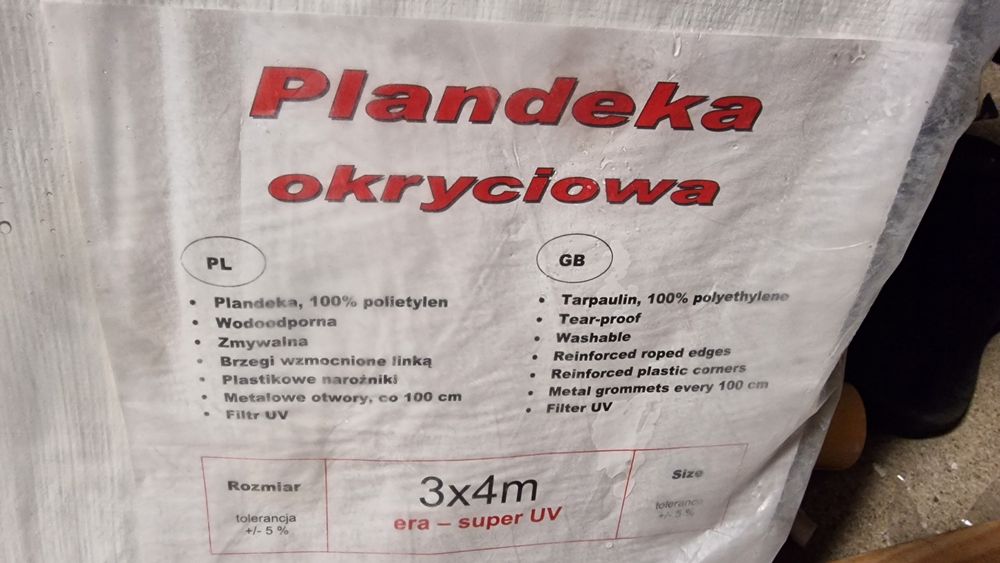 Plandeka
okryciowa
PL
• Plandeka, 100% polietylen
• Wodoodporna
• Zmywalna
• Brzegi wzmocnione linką
• Plastikowe narożniki
• Metalowe otwory, co 100 cm
• Filtr UV
GB
• Tarpaulin, 100% polyethylene
• Tear-proof
• Washable
• Reinforced roped edges
• Reinforced plastic corners
• Metal grommets every 100 cm
• Filter UV
Rozmiar
tolerancja
+/- 5 %
3x4m
era – super UV
Size
tolerancja
+/- 5 %